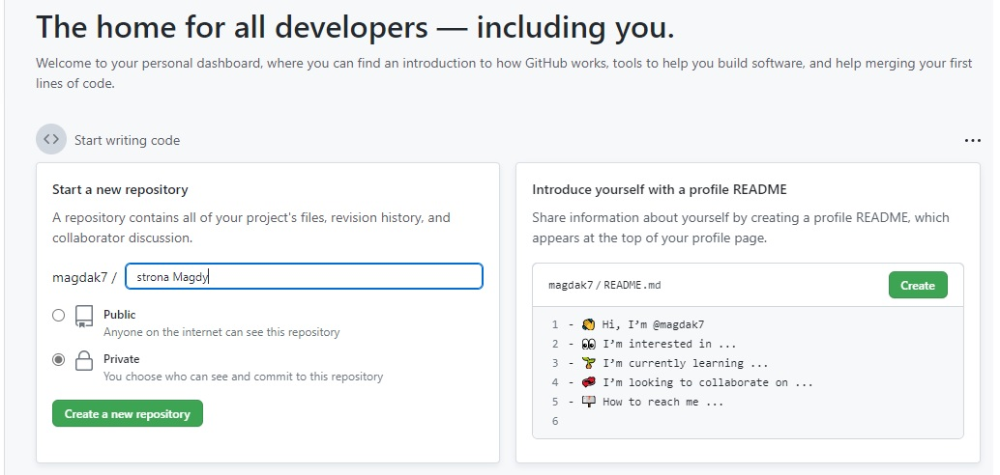 The home for all developers — including you.
Welcome to your personal dashboard, where you can find an introduction to how GitHub works, tools to help you build software, and help merging your first
lines of code.
Start writing code
Start a new repository
A repository contains all of your project's files, revision history, and
collaborator discussion.
magdak7 / strona Magdy
Public
Anyone on the internet can see this repository
Private
You choose who can see and commit to this repository
Create a new repository
Introduce yourself with a profile README
Share information about yourself by creating a profile README, which
appears at the top of your profile page.
magdak7 / README.md
Create
1 - 👋 Hi, I’m @magdak7
2 - 👀 I’m interested in ...
3 - 🌱 I’m currently learning ...
4 - 💞️ I’m looking to collaborate on ...
5 - 📫 How to reach me ...
6